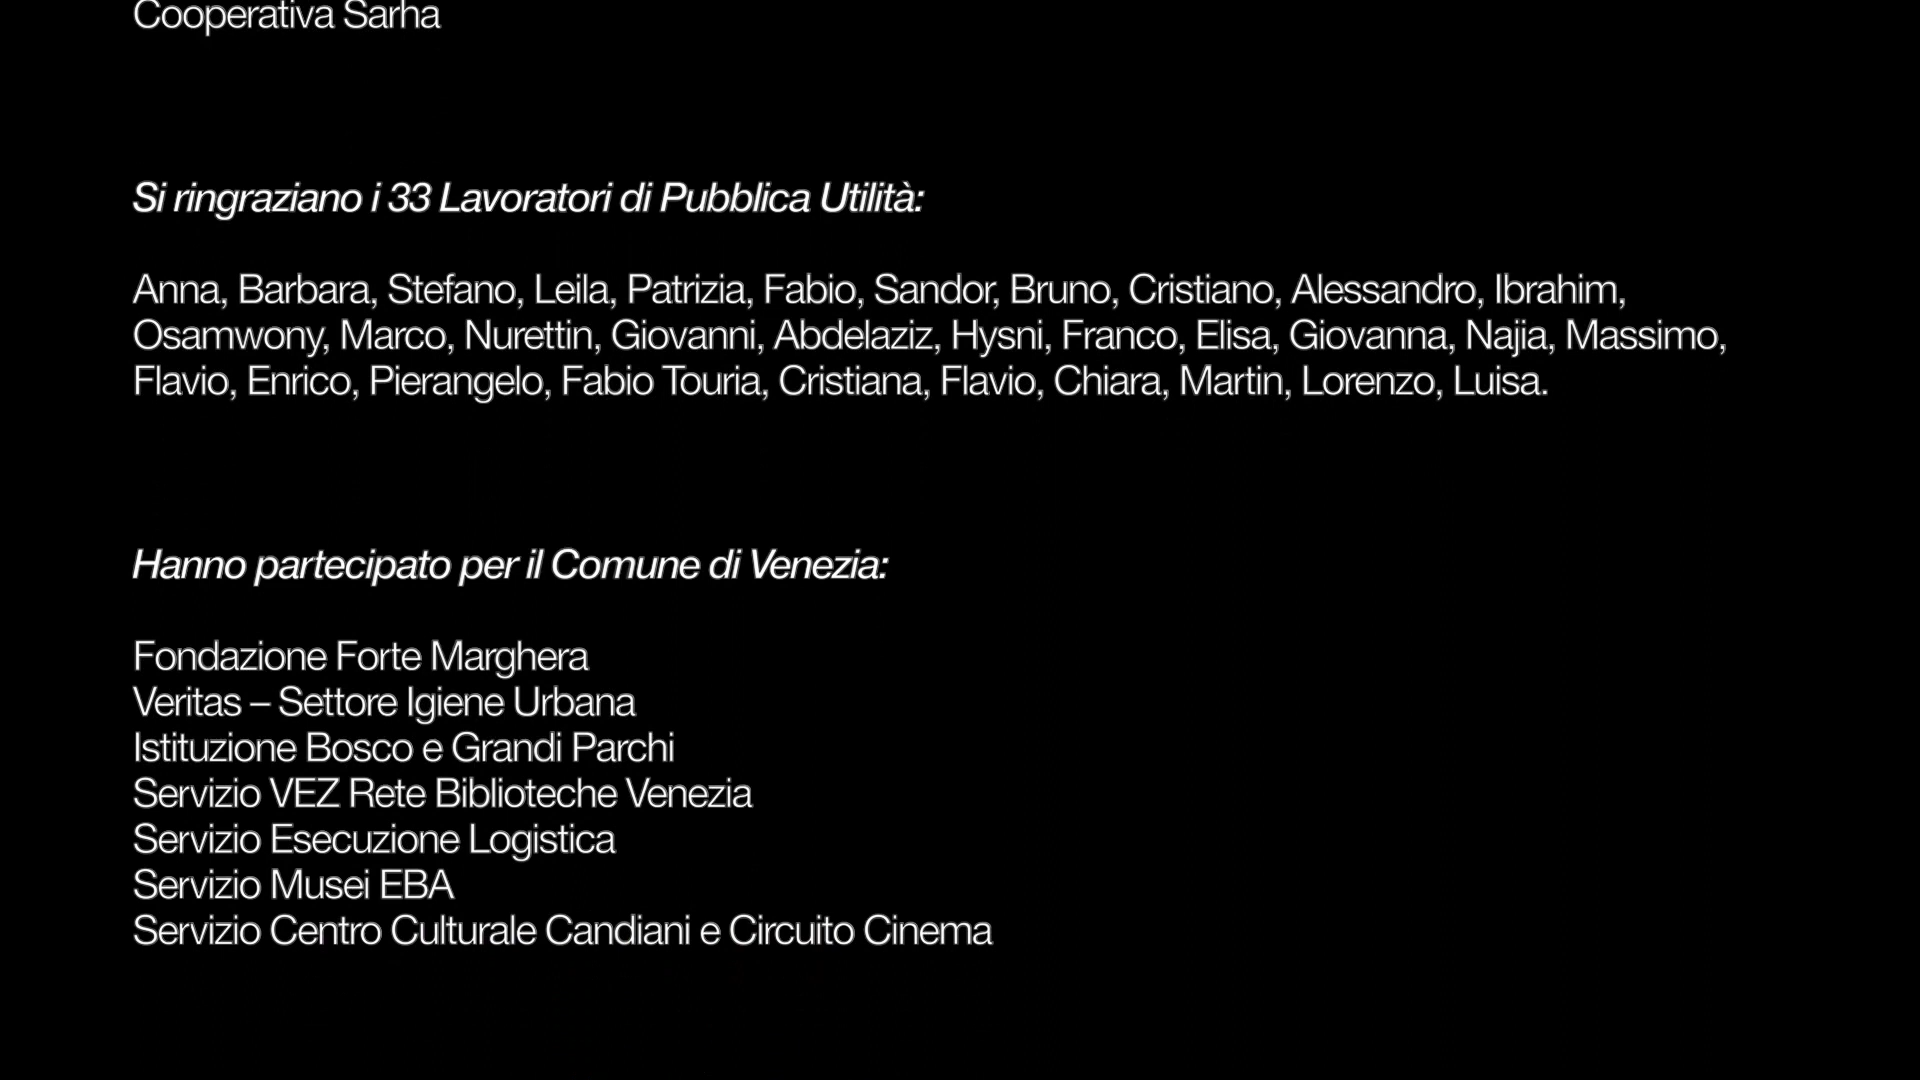 Cooperativa Sarha
Si ringraziano i 33 Lavoratori di Pubblica Utilità:
Anna, Barbara, Stefano, Leila, Patrizia, Fabio, Sandor, Bruno, Cristiano, Alessandro, Ibrahim,
Osamwony, Marco, Nurettin, Giovanni, Abdelaziz, Hysni, Franco, Elisa, Giovanna, Najia, Massimo,
Flavio, Enrico, Pierangelo, Fabio Touria, Cristiana, Flavio, Chiara, Martin, Lorenzo, Luisa.
Hanno partecipato per il Comune di Venezia:
Fondazione Forte Marghera
Veritas – Settore Igiene Urbana
Istituzione Bosco e Grandi Parchi
Servizio VEZ Rete Biblioteche Venezia
Servizio Esecuzione Logistica
Servizio Musei EBA
Servizio Centro Culturale Candiani e Circuito Cinema